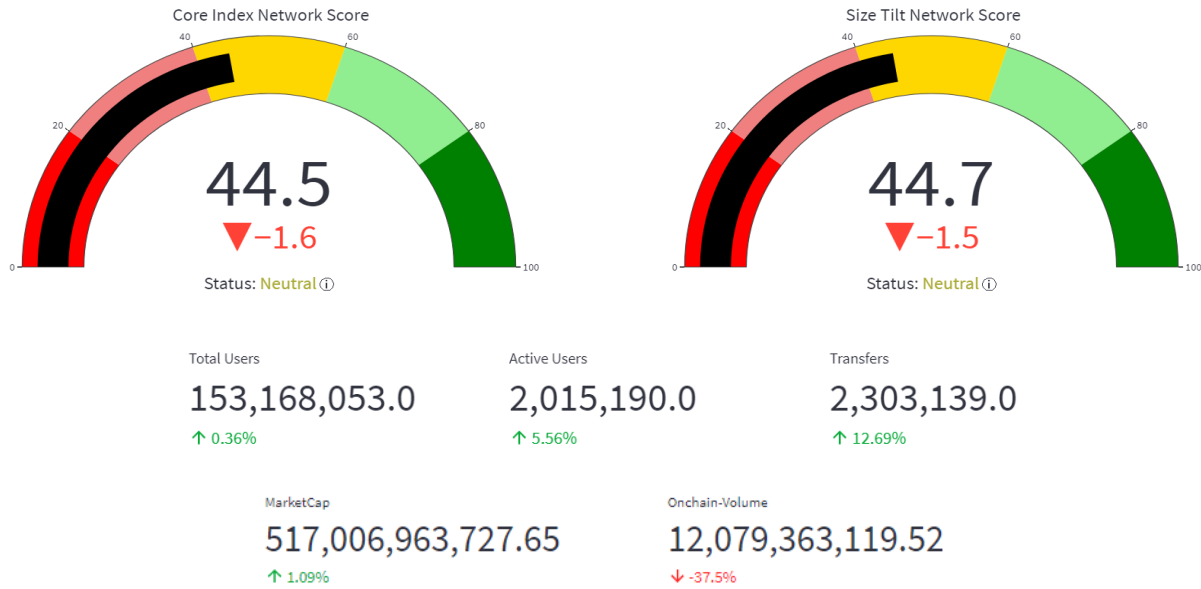 Core Index Network Score
Size Tilt Network Score
0
20
40
60
80
100
44.5
▼−1.6
Status: Neutral ⓘ
0
20
40
60
80
100
44.7
▼−1.5
Status: Neutral ⓘ
Total Users
153,168,053.0
↑ 0.36%
Active Users
2,015,190.0
↑ 5.56%
Transfers
2,303,139.0
↑ 12.69%
MarketCap
517,006,963,727.65
↑ 1.09%
Onchain-Volume
12,079,363,119.52
↓ -37.5%